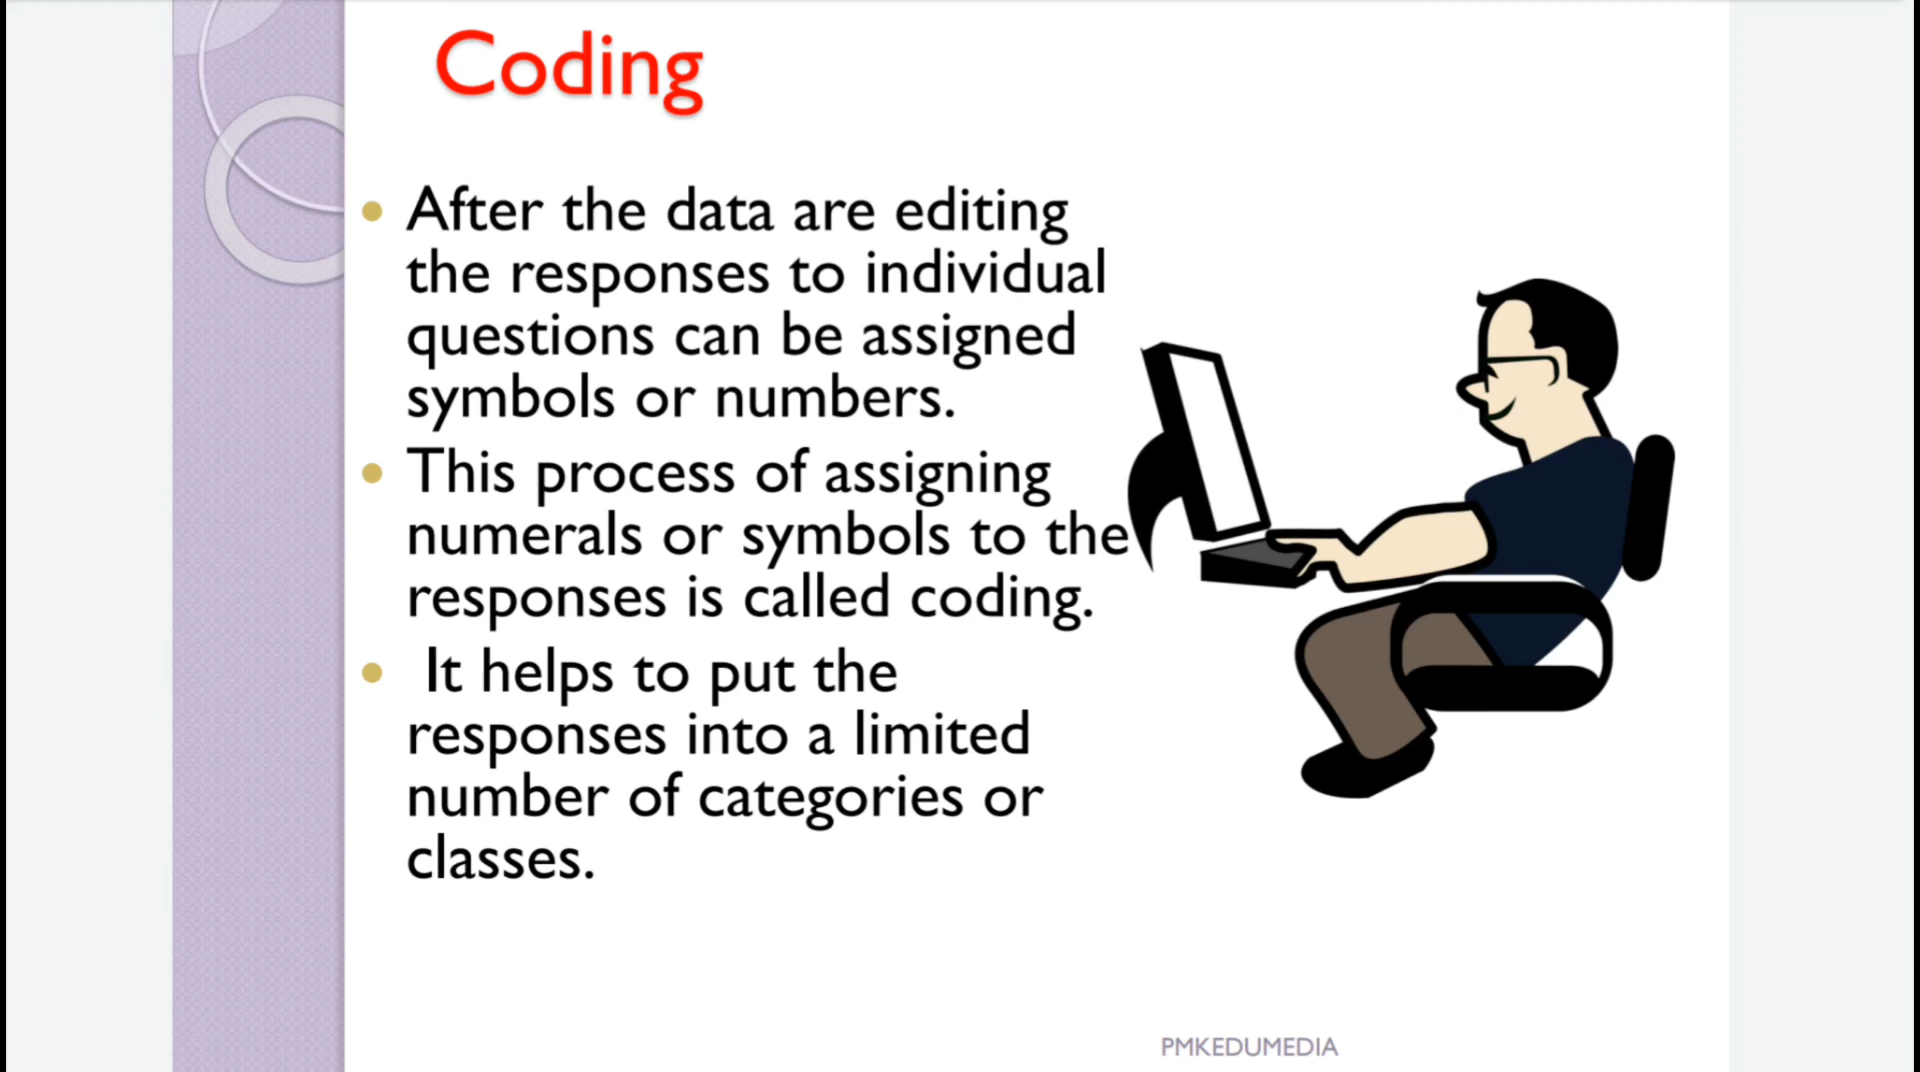 Coding
• After the data are editing
the responses to individual
questions can be assigned
symbols or numbers.
• This process of assigning
numerals or symbols to the
responses is called coding.
• It helps to put the
responses into a limited
number of categories or
classes.
PMKEDUMEDIA